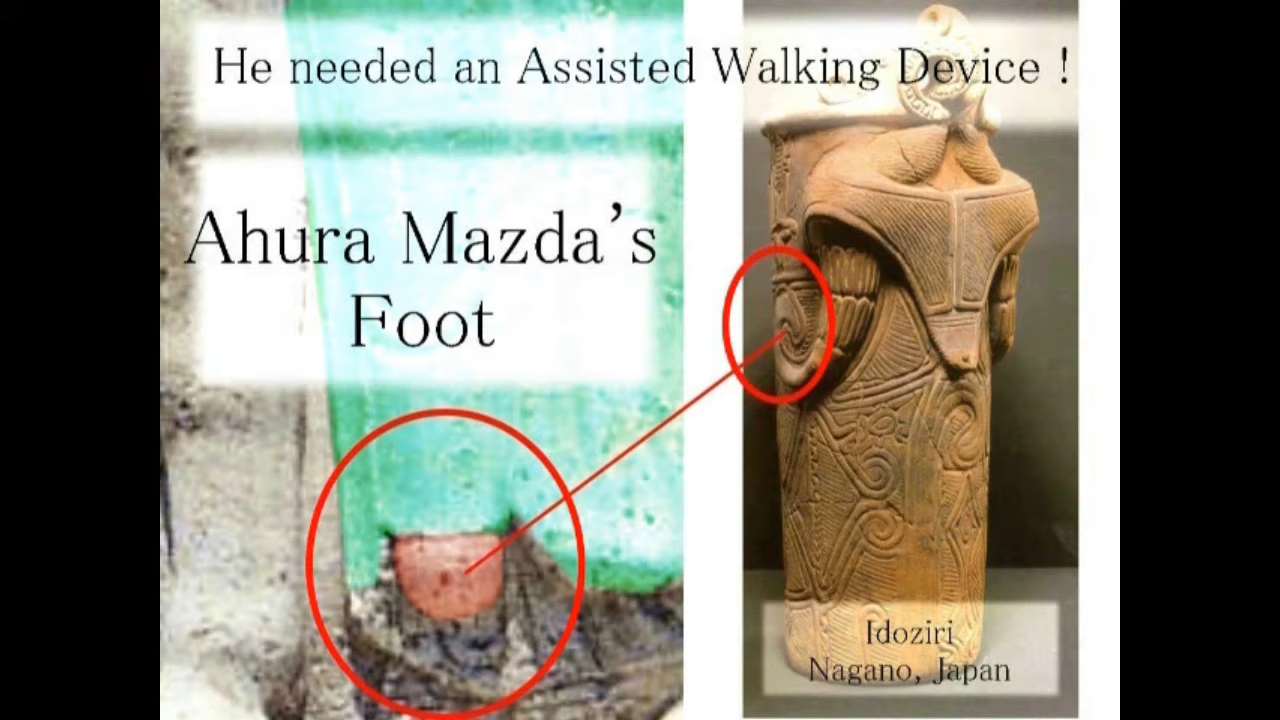 He needed an Assisted Walking Device !
Ahura Mazda's
Foot
Idoziri
Nagano, Japan